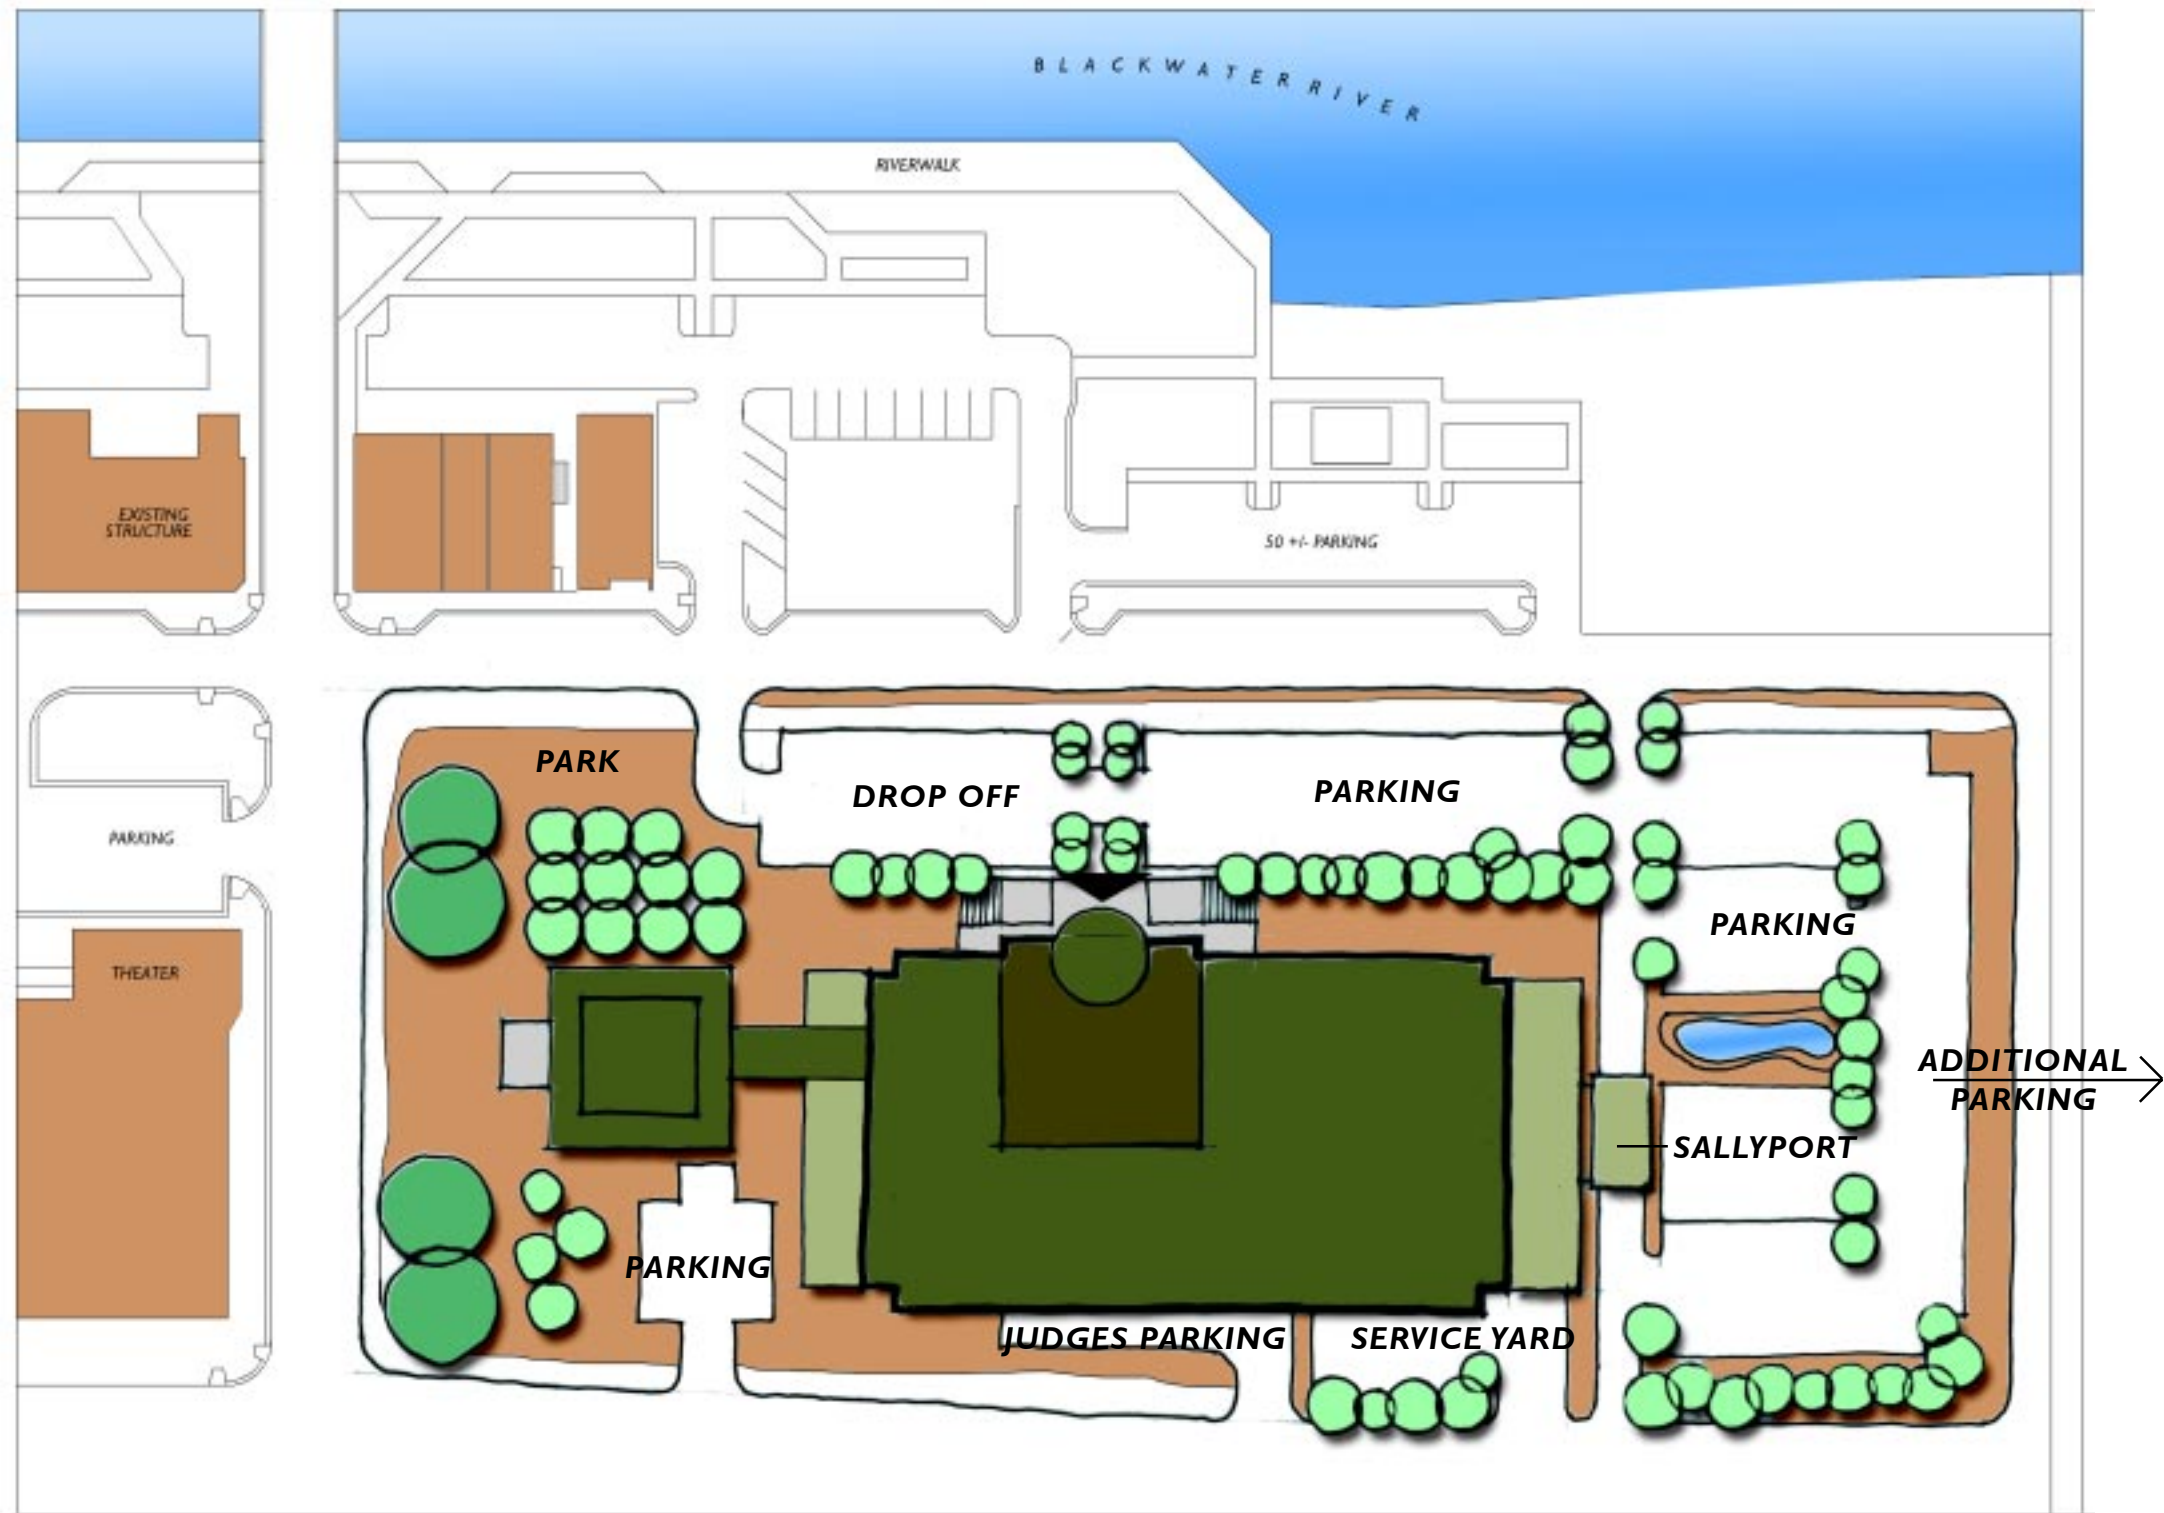 BLACKWATER RIVER
RIVERWALK
EXISTING
STRUCTURE
50 +/- PARKING
PARK
DROP OFF
PARKING
PARKING
PARKING
THEATER
ADDITIONAL
PARKING
SALLYPORT
PARKING
JUDGES PARKING
SERVICE YARD